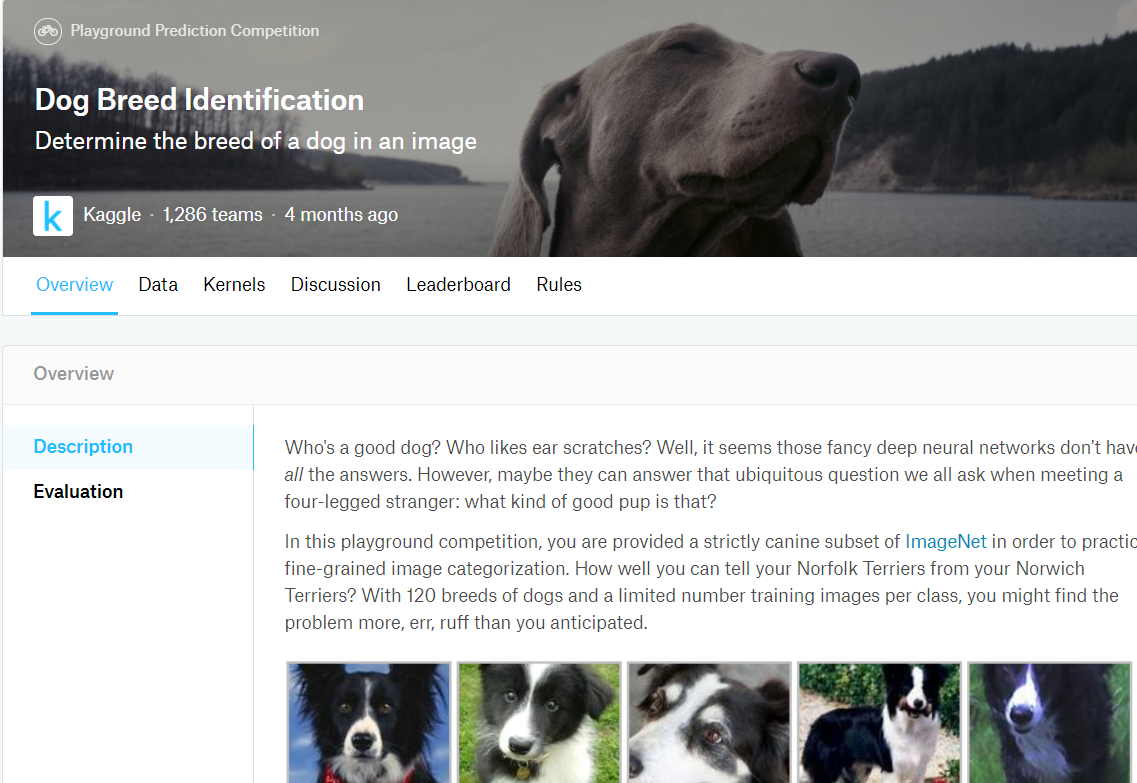 Playground Prediction Competition
Dog Breed Identification
Determine the breed of a dog in an image
k Kaggle · 1,286 teams · 4 months ago
Overview Data Kernels Discussion Leaderboard Rules
Overview
Description
Evaluation
Who's a good dog? Who likes ear scratches? Well, it seems those fancy deep neural networks don't have
all the answers. However, maybe they can answer that ubiquitous question we all ask when meeting a
four-legged stranger: what kind of good pup is that?
In this playground competition, you are provided a strictly canine subset of ImageNet in order to practic
fine-grained image categorization. How well you can tell your Norfolk Terriers from your Norwich
Terriers? With 120 breeds of dogs and a limited number training images per class, you might find the
problem more, err, ruff than you anticipated.